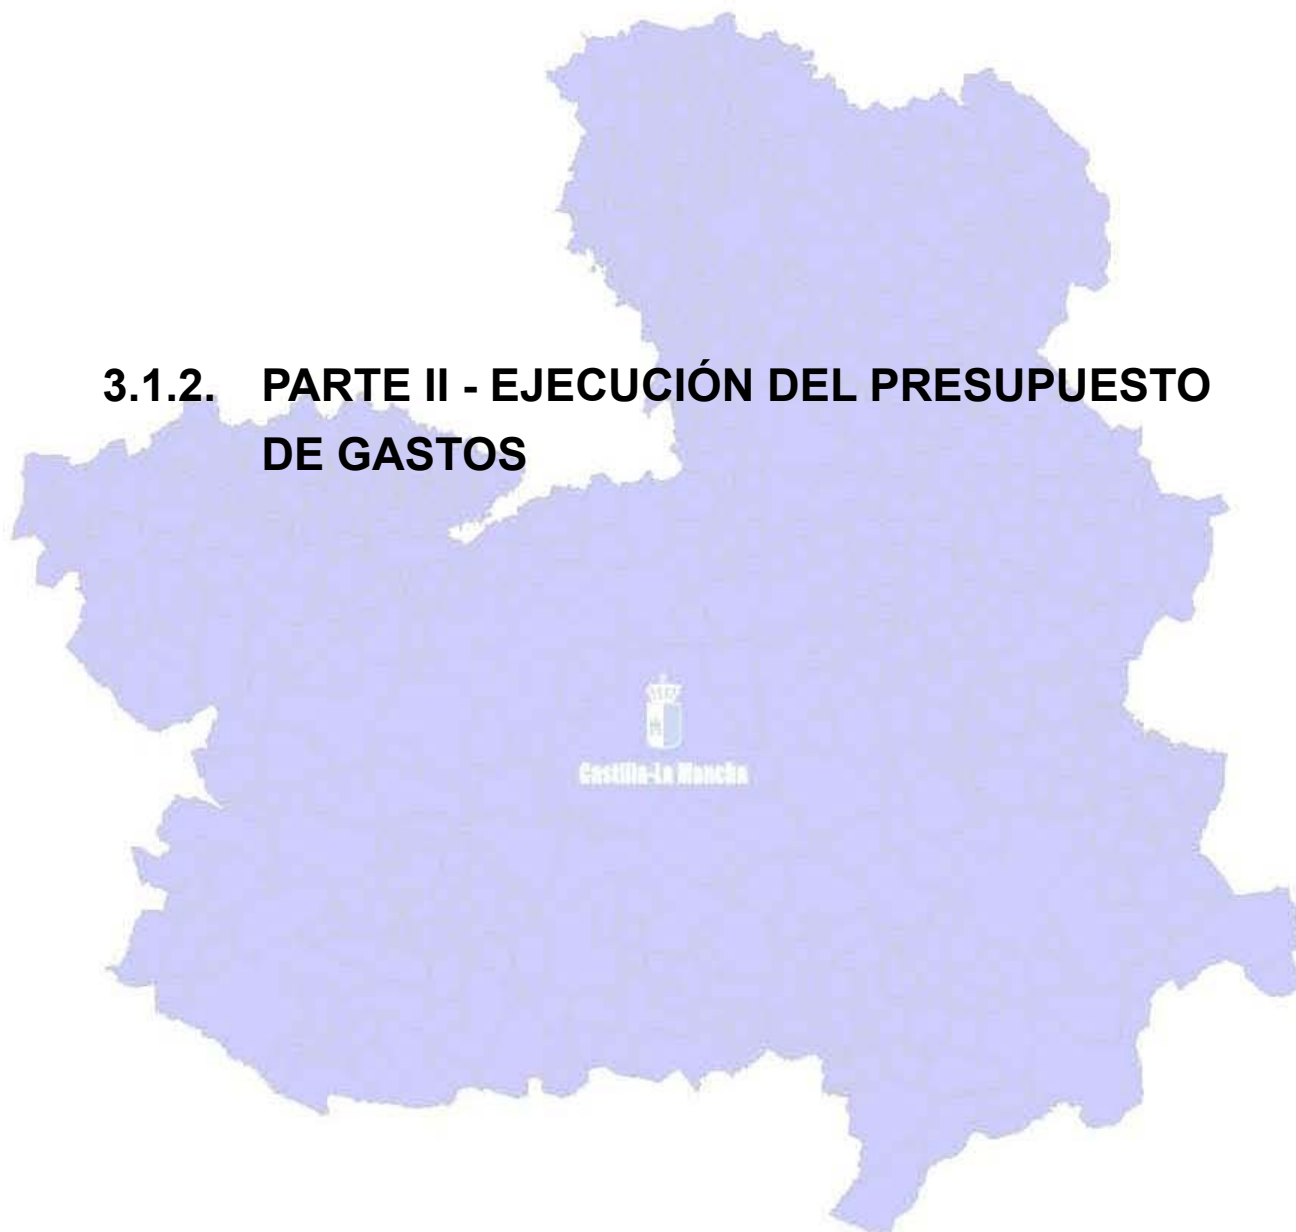 3.1.2. PARTE II - EJECUCIÓN DEL PRESUPUESTO
DE GASTOS
Castilla-La Mancha